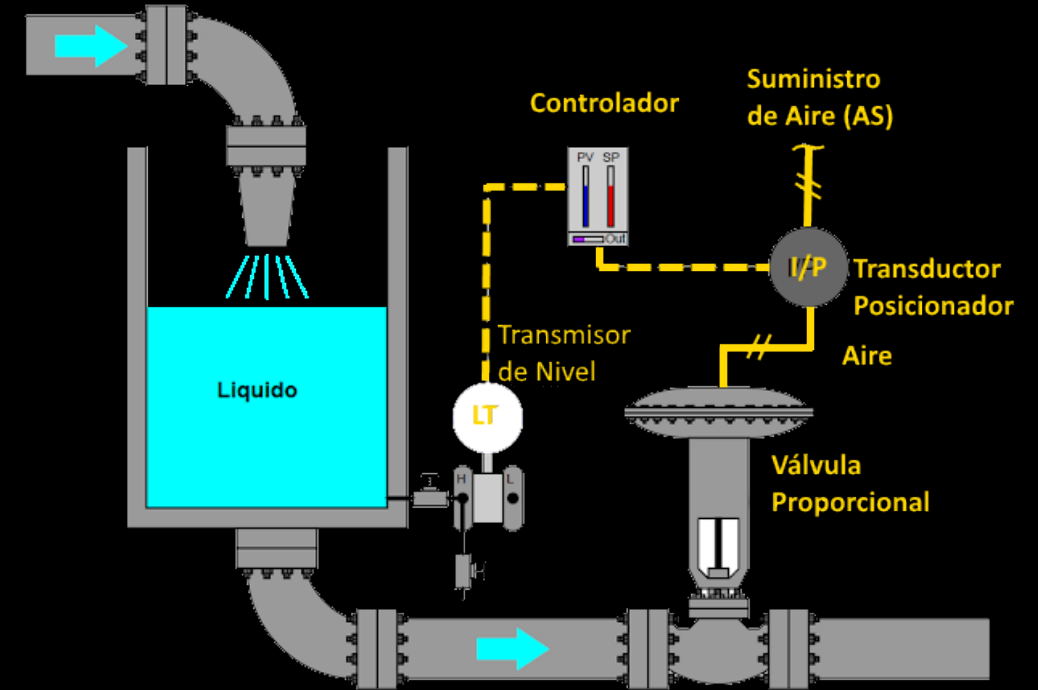 Suministro
de Aire (AS)
Controlador
PV SP
Out
I/P
Transductor
Posicionador
Transmisor
de Nivel
Aire
Liquido
LT
H L
Válvula
Proporcional